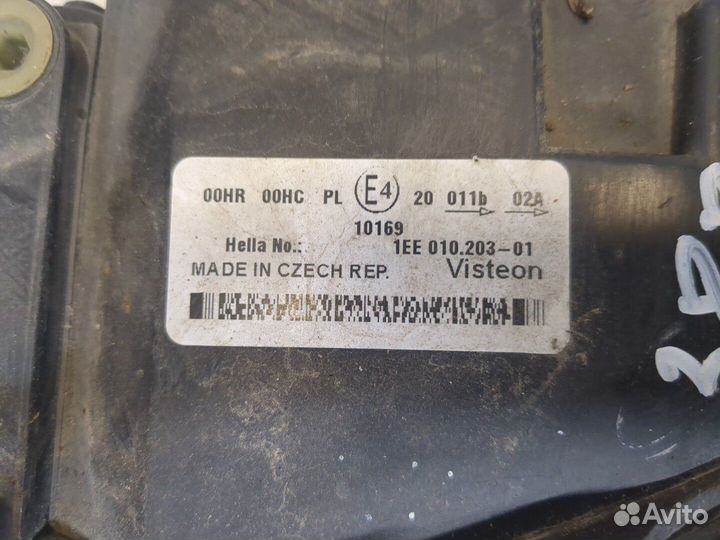 00HR 00HC PL E4 20 011b 02A
10169
Hella No.: 1EE 010.203-01
MADE IN CZECH REP. Visteon
Avito